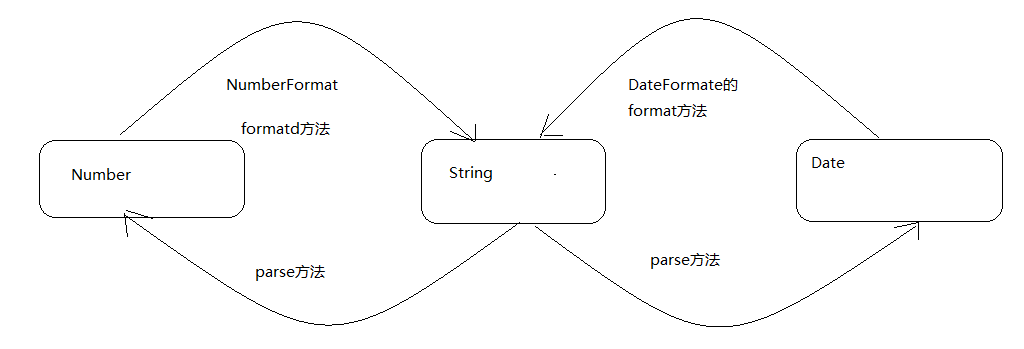 NumberFormat
formatd方法
DateFormate的
format方法
Number
String
Date
parse方法
parse方法